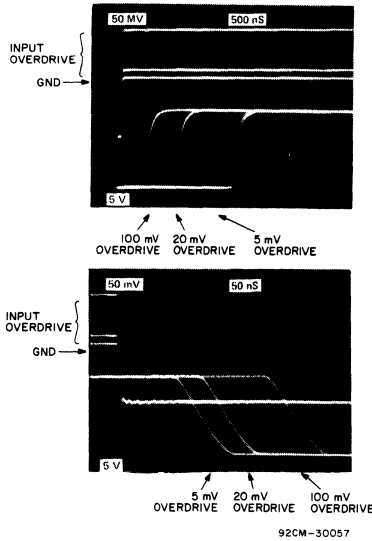 50 MV 500 nS
INPUT
OVERDRIVE
GND
5 V
100 mV 20 mV 5 mV
OVERDRIVE OVERDRIVE OVERDRIVE
50 mV 50 nS
INPUT
OVERDRIVE
GND
5 V
5 mV 20 mV 100 mV
OVERDRIVE OVERDRIVE OVERDRIVE
92CM-30057